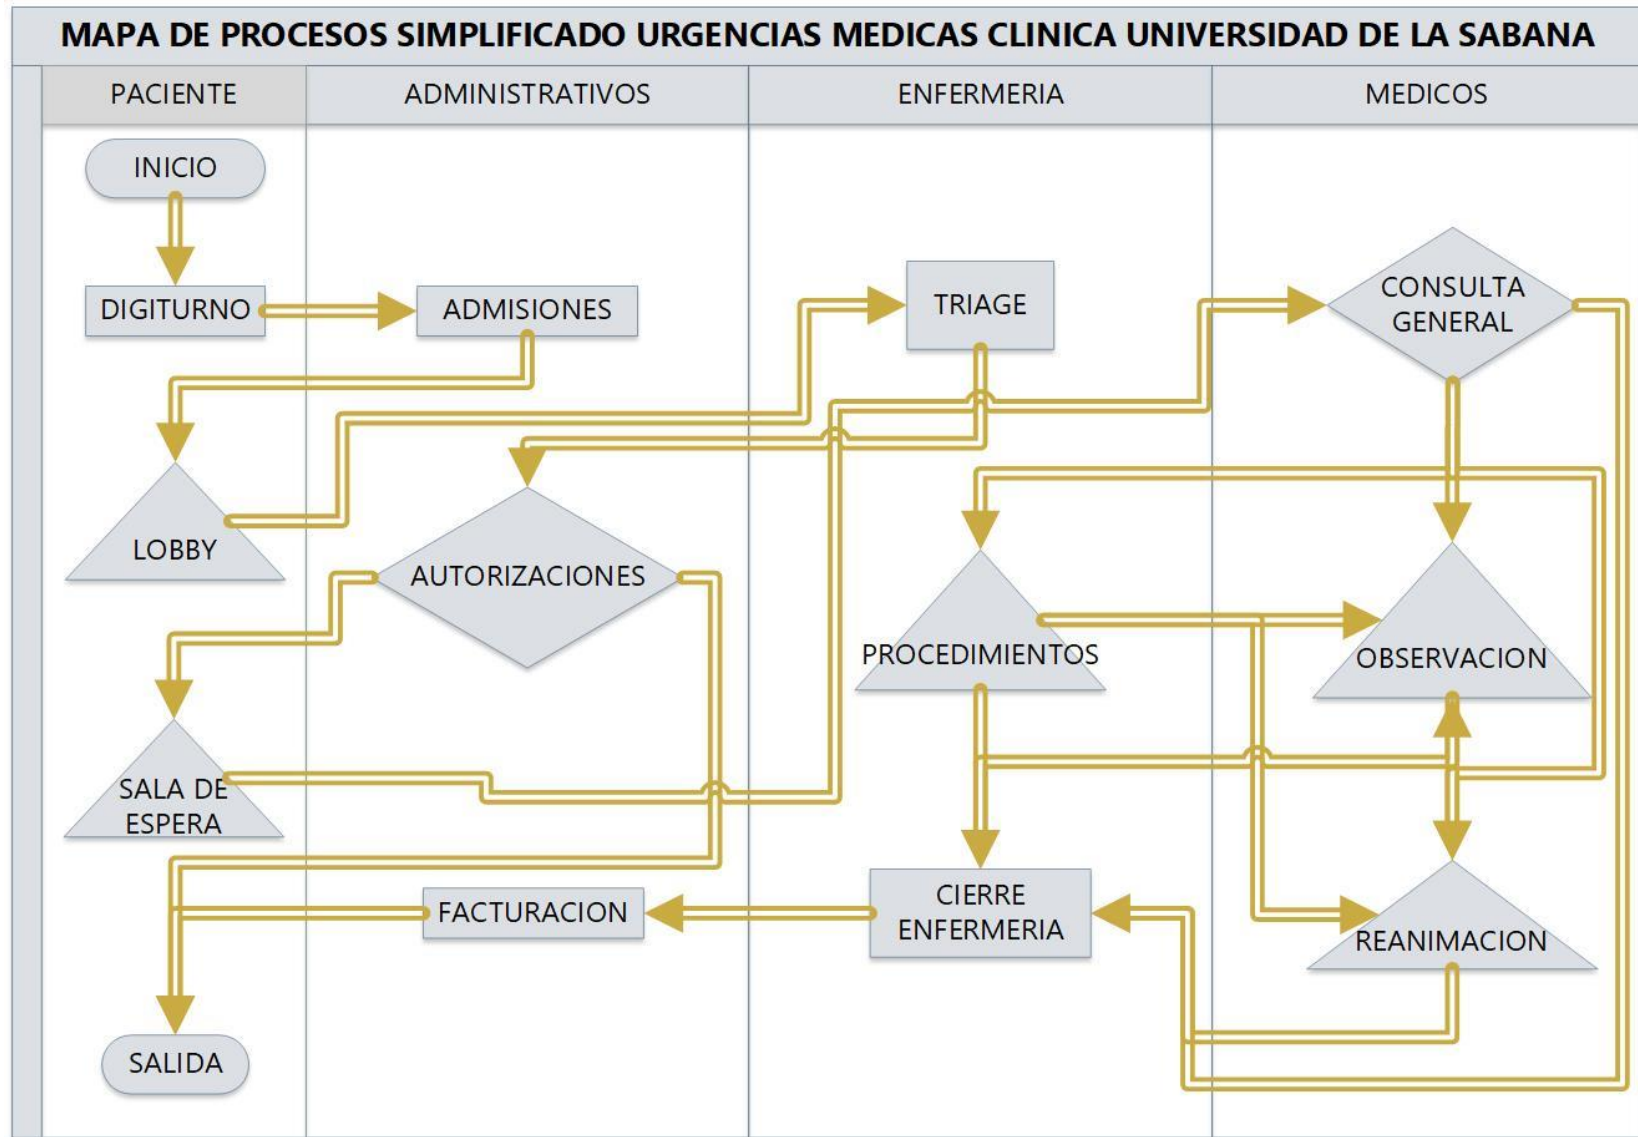 MAPA DE PROCESOS SIMPLIFICADO URGENCIAS MEDICAS CLINICA UNIVERSIDAD DE LA SABANA
PACIENTE
ADMINISTRATIVOS
ENFERMERIA
MEDICOS
INICIO
DIGITURNO
ADMISIONES
TRIAGE
CONSULTA
GENERAL
LOBBY
AUTORIZACIONES
PROCEDIMIENTOS
OBSERVACION
SALA DE
ESPERA
FACTURACION
CIERRE
ENFERMERIA
REANIMACION
SALIDA